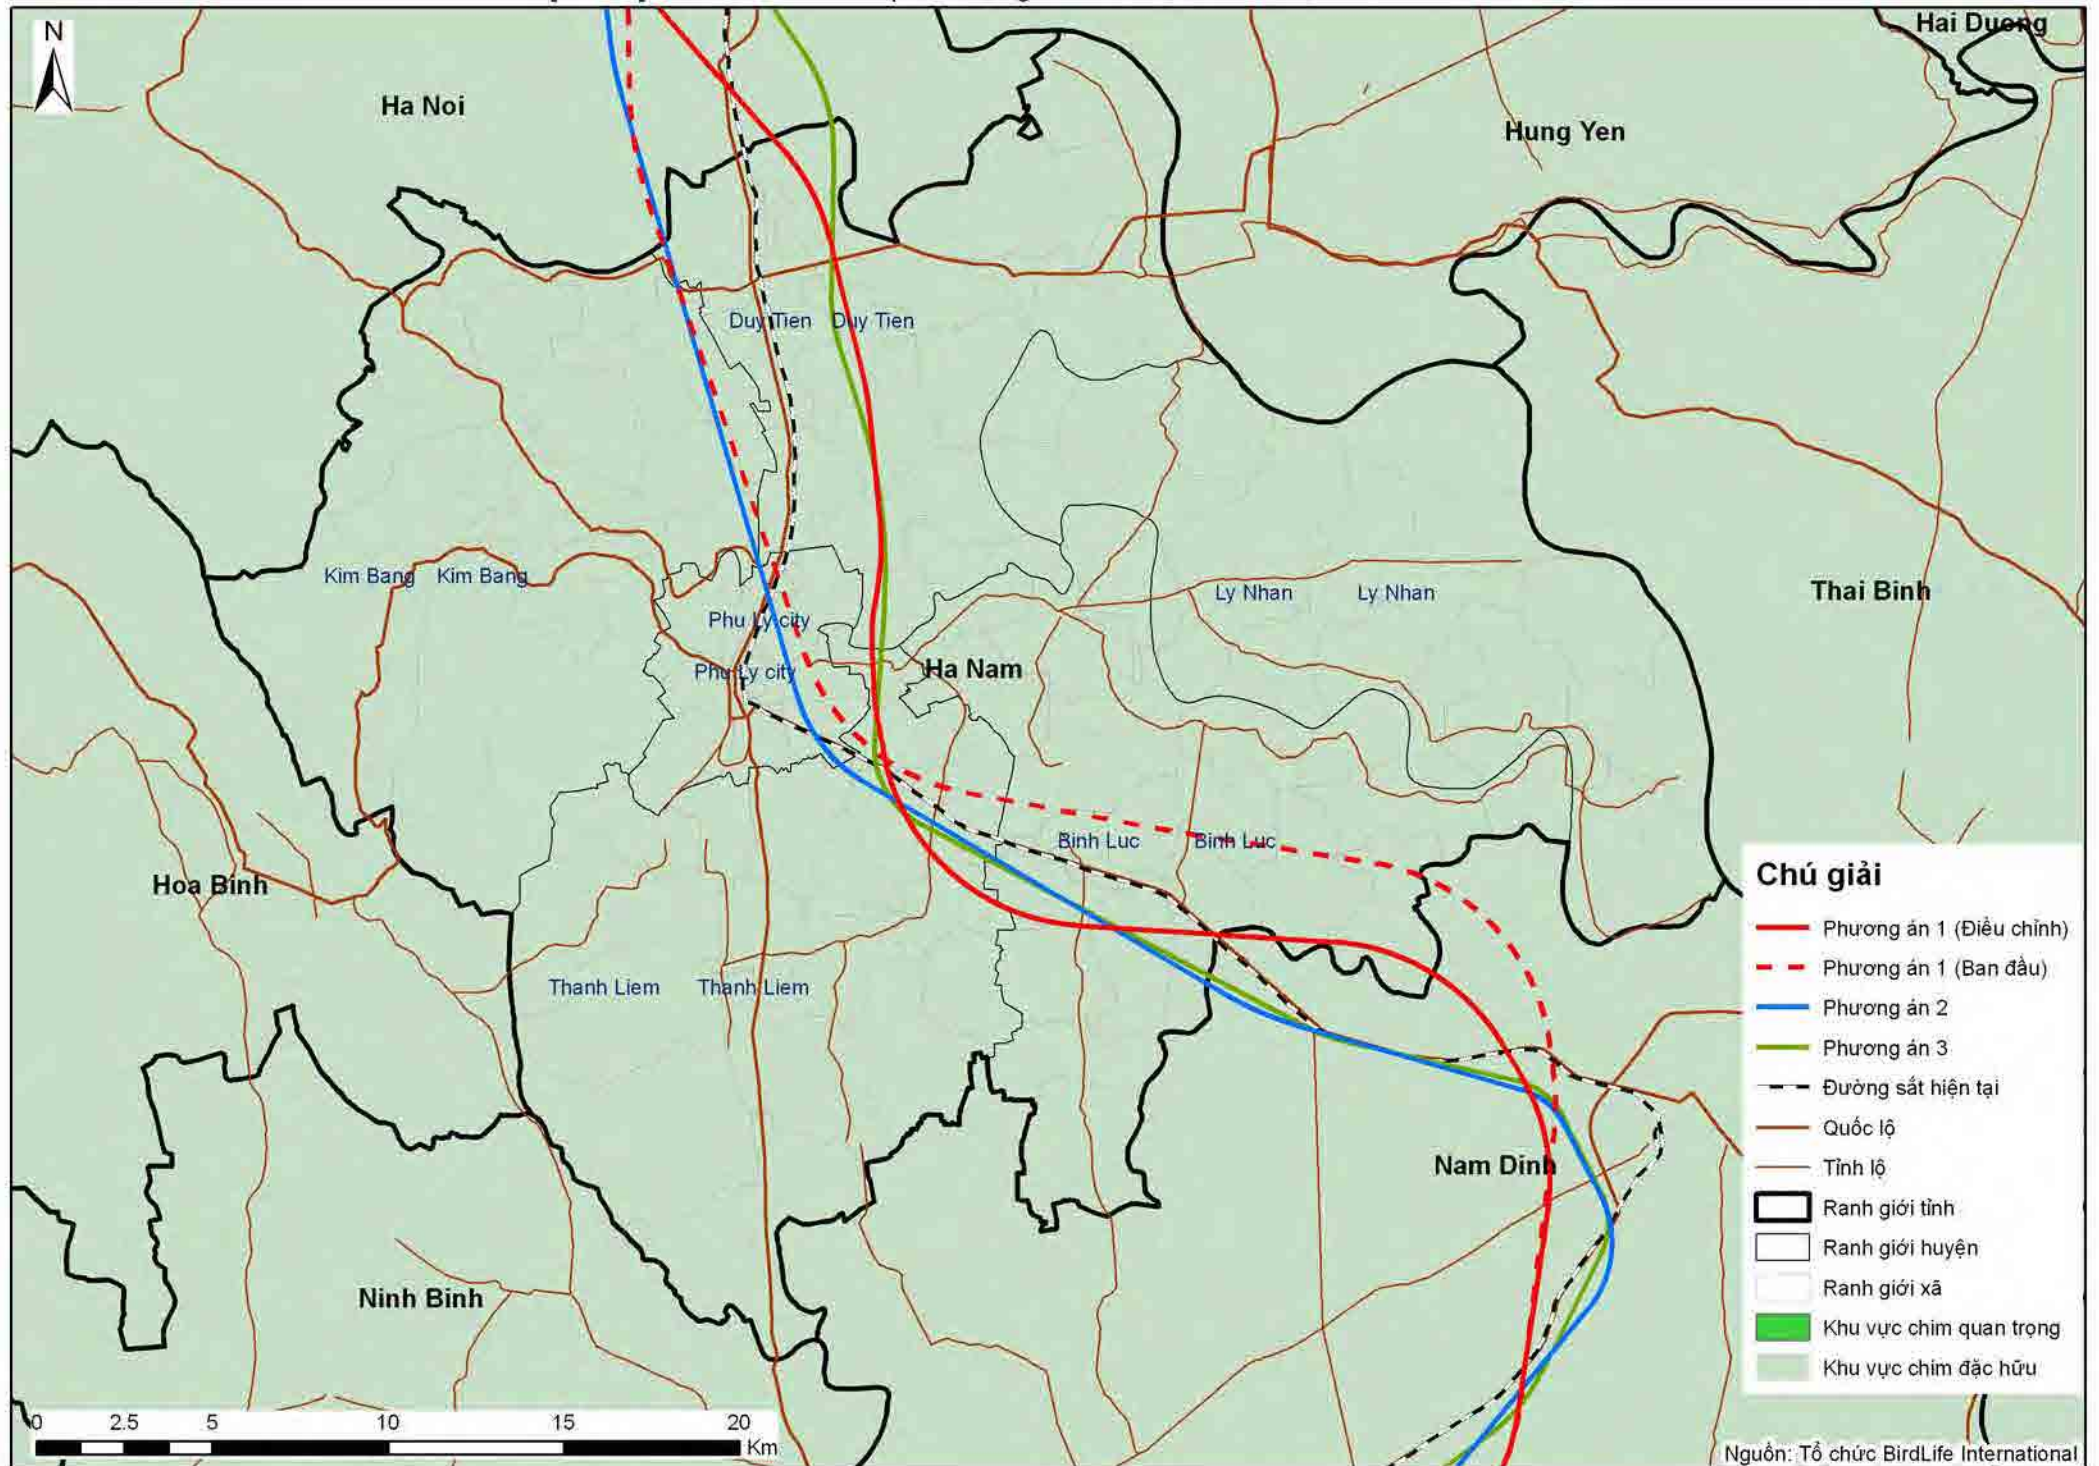 N
Hai Duong
Ha Noi
Hung Yen
Duy Tien Duy Tien
Kim Bang Kim Bang
Ly Nhan Ly Nhan
Thai Binh
Phu Ly city
Phu Ly city
Ha Nam
Binh Luc Binh Luc
Hoa Binh
Thanh Liem Thanh Liem
Nam Dinh
Ninh Binh
Chú giải
Phương án 1 (Điều chỉnh)
Phương án 1 (Ban đầu)
Phương án 2
Phương án 3
Đường sắt hiện tại
Quốc lộ
Tỉnh lộ
Ranh giới tỉnh
Ranh giới huyện
Ranh giới xã
Khu vực chim quan trọng
Khu vực chim đặc hữu
0 2.5 5 10 15 20
Km
Nguồn: Tổ chức BirdLife International